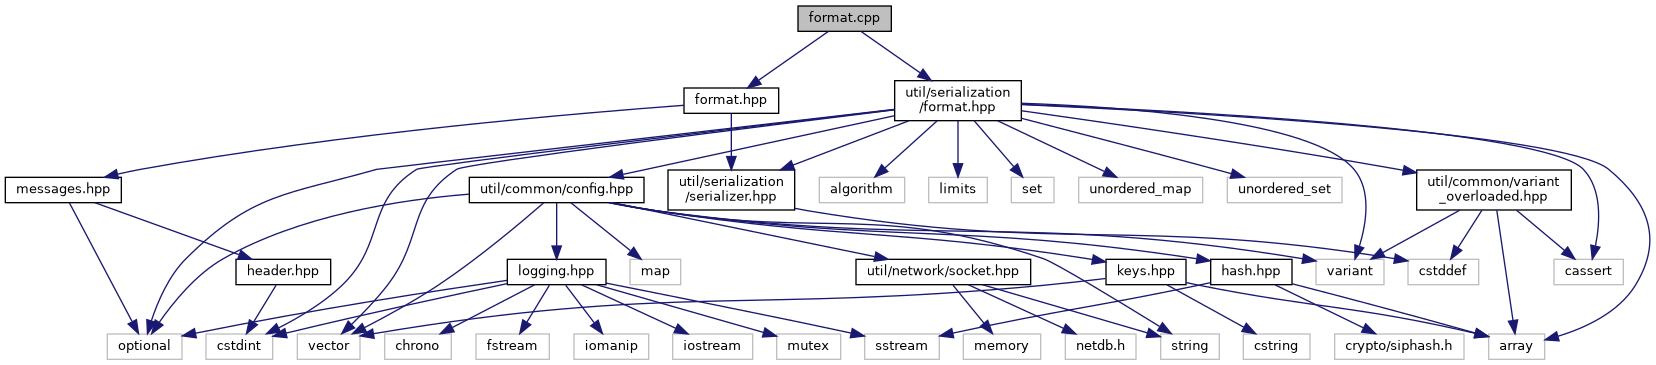 format.cpp
format.hpp
util/serialization
/format.hpp
messages.hpp
util/common/config.hpp
util/serialization
/serializer.hpp
algorithm
limits
set
unordered_map
unordered_set
util/common/variant
_overloaded.hpp
header.hpp
logging.hpp
map
util/network/socket.hpp
keys.hpp
hash.hpp
variant
cstddef
cassert
optional
cstdint
vector
chrono
fstream
iomanip
iostream
mutex
sstream
memory
netdb.h
string
cstring
crypto/siphash.h
array